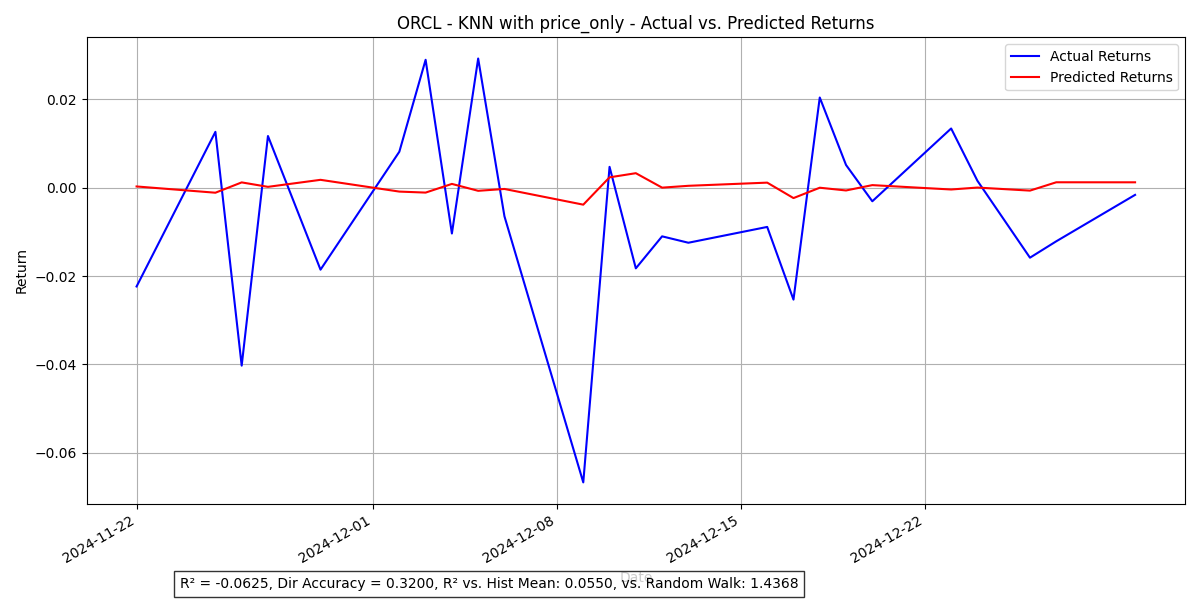 ORCL - KNN with price_only - Actual vs. Predicted Returns
Actual Returns
Predicted Returns
Return
0.02
0.00
−0.02
−0.04
−0.06
2024-11-22
2024-12-01
2024-12-08
2024-12-15
2024-12-22
Date
R² = -0.0625, Dir Accuracy = 0.3200, R² vs. Hist Mean: 0.0550, vs. Random Walk: 1.4368